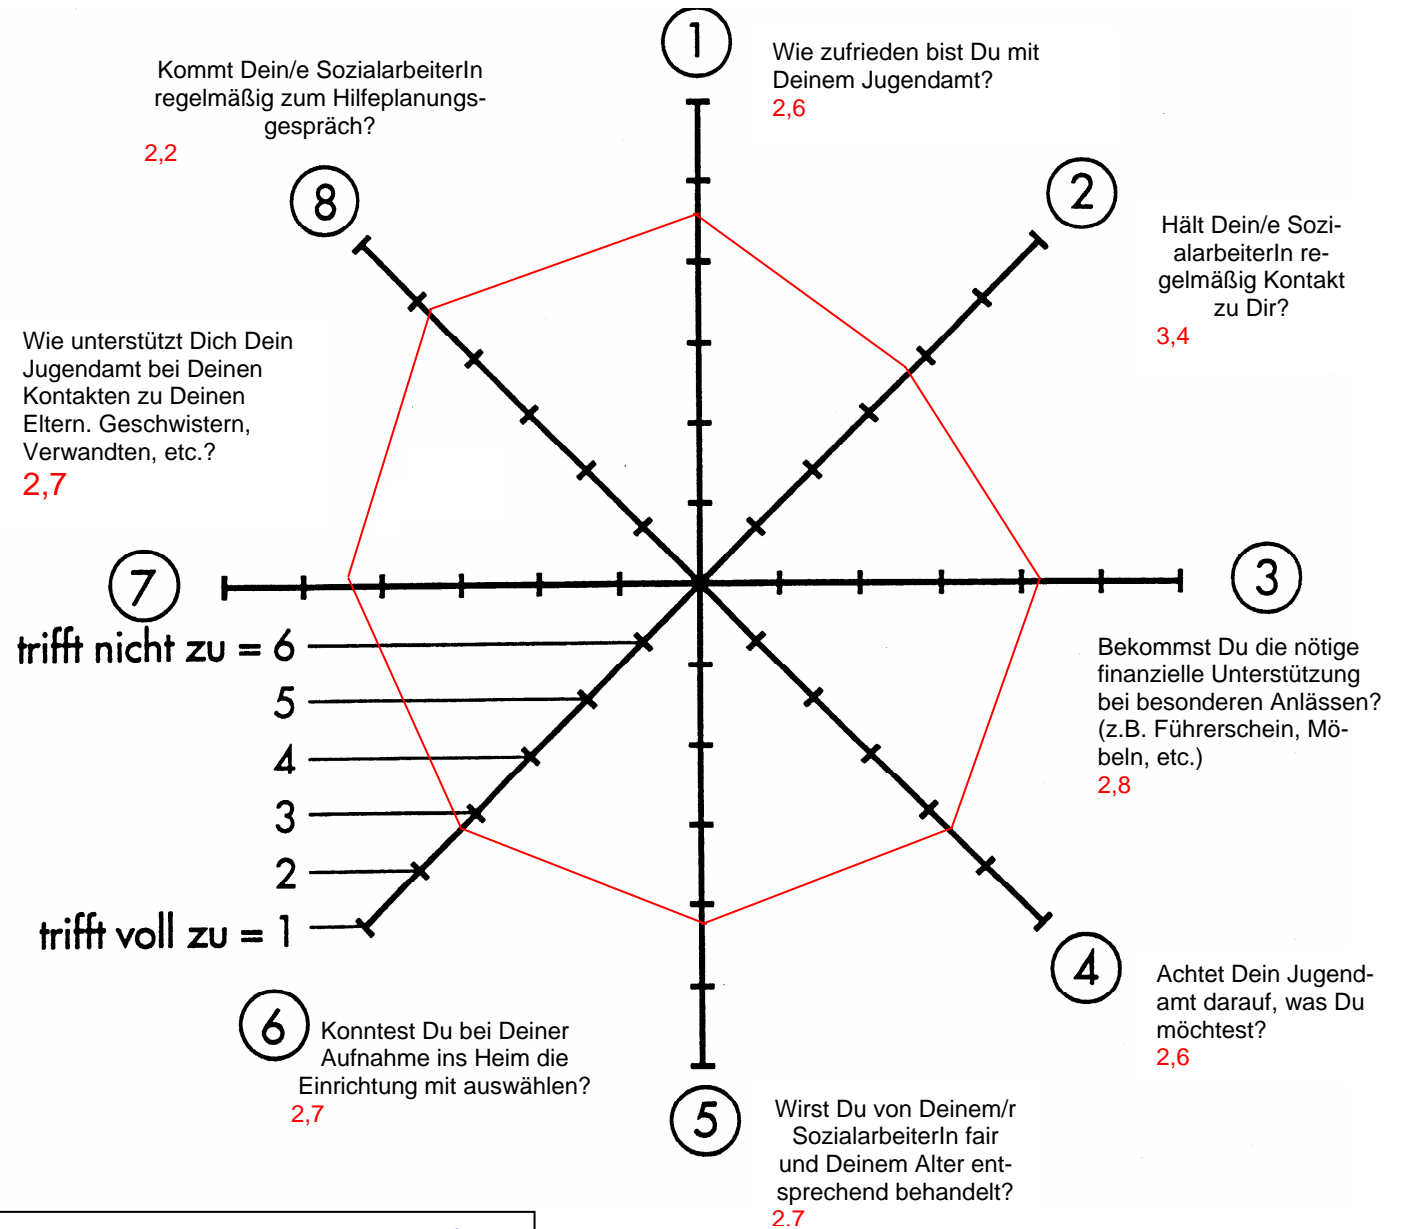 1
Wie zufrieden bist Du mit
Deinem Jugendamt?
2,6
2
Hält Dein/e Sozi-
alarbeiterIn re-
gelmäßig Kontakt
zu Dir?
3,4
3
Bekommst Du die nötige
finanzielle Unterstützung
bei besonderen Anlässen?
(z.B. Führerschein, Mö-
beln, etc.)
2,8
4
Achtet Dein Jugend-
amt darauf, was Du
möchtest?
2,6
5
Wirst Du von Deinem/r
SozialarbeiterIn fair
und Deinem Alter ent-
sprechend behandelt?
2,7
6
Konntest Du bei Deiner
Aufnahme ins Heim die
Einrichtung mit auswählen?
2,7
7
Wie unterstützt Dich Dein
Jugendamt bei Deinen
Kontakten zu Deinen
Eltern. Geschwistern,
Verwandten, etc.?
2,7
8
Kommt Dein/e SozialarbeiterIn
regelmäßig zum Hilfeplanungs-
gespräch?
2,2
trifft nicht zu = 6
5
4
3
2
trifft voll zu = 1